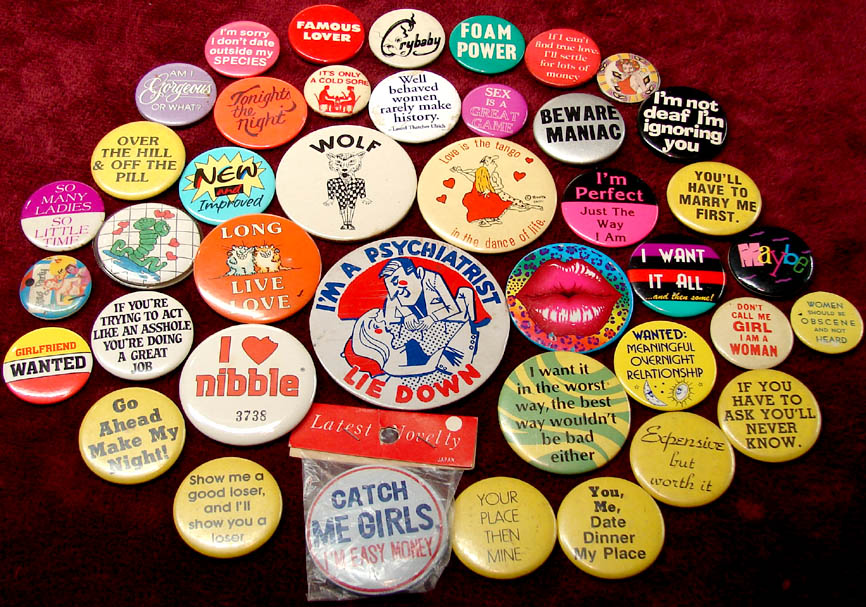 I'm sorry
I don't date
outside my
SPECIES
FAMOUS
LOVER
Crybaby
FOAM
POWER
If I can't
find true love,
I'll settle
for lots of
money.
AM I
Gorgeous
OR WHAT?
Tonights
the night
IT'S ONLY
A COLD SORE
Well
behaved
women
rarely make
history.
SEX
IS A
GREAT
GAME
BEWARE
MANIAC
I'm not
deaf I'm
ignoring
you
OVER
THE HILL
& OFF THE
PILL
NEW
and
Improved
WOLF
Love is the tango
in the dance of life.
I'm
Perfect
Just The
Way
I Am
YOU'LL
HAVE TO
MARRY ME
FIRST.
SO
MANY
LADIES
SO
LITTLE
TIME
LONG
LIVE
LOVE
I'M A PSYCHIATRIST
LIE DOWN
I WANT
IT ALL
...and then some!
Maybe
IF YOU'RE
TRYING TO ACT
LIKE AN ASSHOLE
YOU'RE DOING
A GREAT
JOB
GIRLFRIEND
WANTED
I
nibble
3738
I want it
in the worst
way, the best
way wouldn't
be bad
either
WANTED:
MEANINGFUL
OVERNIGHT
RELATIONSHIP
DON'T
CALL ME
GIRL
I AM A
WOMAN
WOMEN
SHOULD BE
OBSCENE
AND NOT
HEARD
Go
Ahead
Make My
Night!
Latest Novelty
JAPAN
CATCH
ME GIRLS
I'M EASY MONEY
Expensive
but
worth it
IF YOU
HAVE TO
ASK YOU'LL
NEVER
KNOW.
Show me a
good loser,
and I'll
show you a
loser
YOUR
PLACE
THEN
MINE
You,
Me,
Date
Dinner
My Place